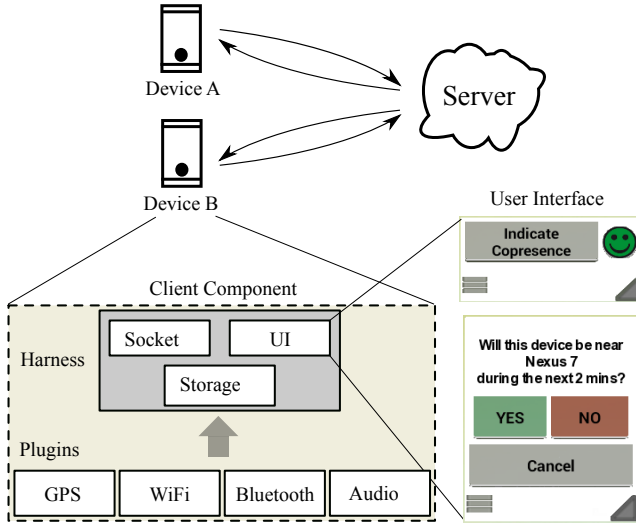 Device A
Server
Device B
User Interface
Indicate
Copresence
Client Component
Harness
Socket
UI
Storage
Will this device be near
Nexus 7
during the next 2 mins?
YES
NO
Cancel
Plugins
GPS
WiFi
Bluetooth
Audio